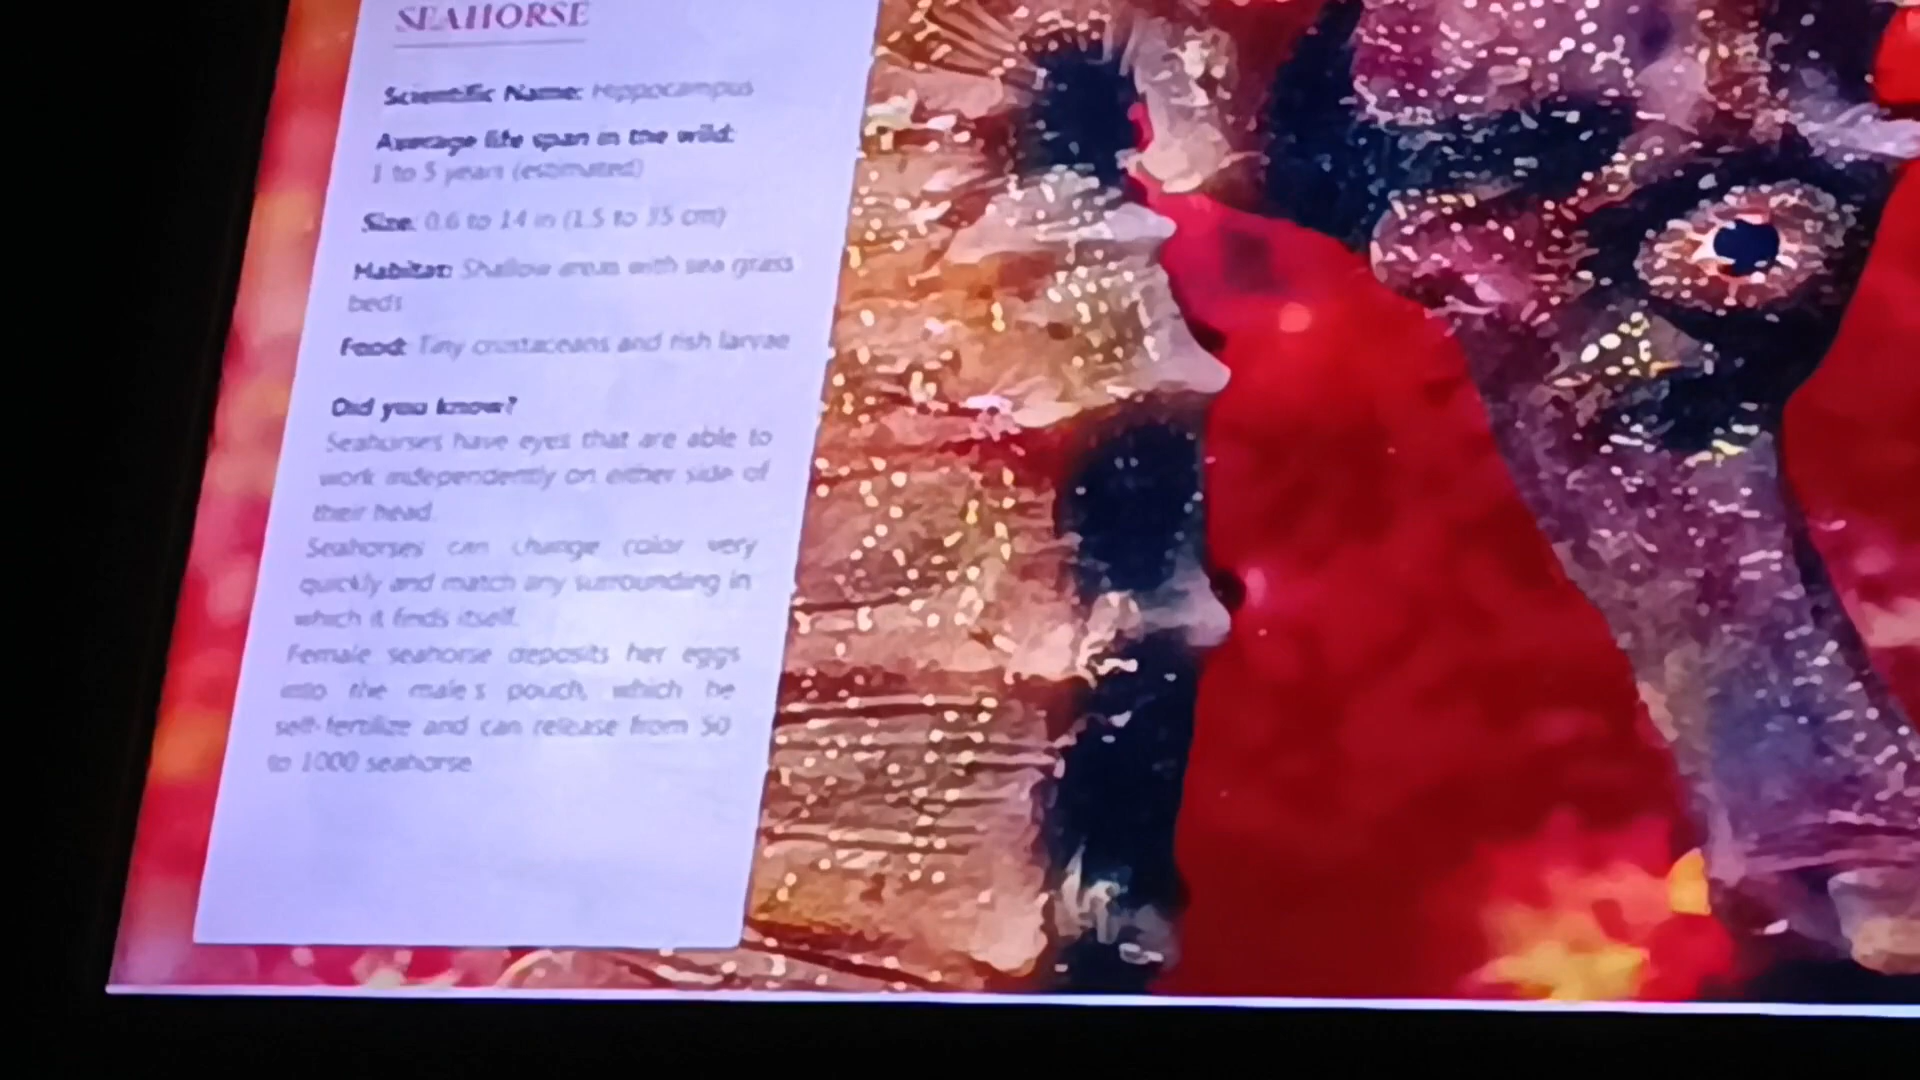 SEAHORSE
Scientific Name: Hippocampus
Average life span in the wild:
1 to 5 years (estimated)
Size: 0.6 to 14 in (1.5 to 35 cm)
Habitat: Shallow areas with sea grass
beds
Food: Tiny crustaceans and fish larvae
Did you know?
Seahorses have eyes that are able to
work independently on either side of
their head.
Seahorses can change color very
quickly and match any surrounding in
which it finds itself.
Female seahorse deposits her eggs
into the male's pouch, which he
self-fertilize and can release from 50
to 1000 seahorse